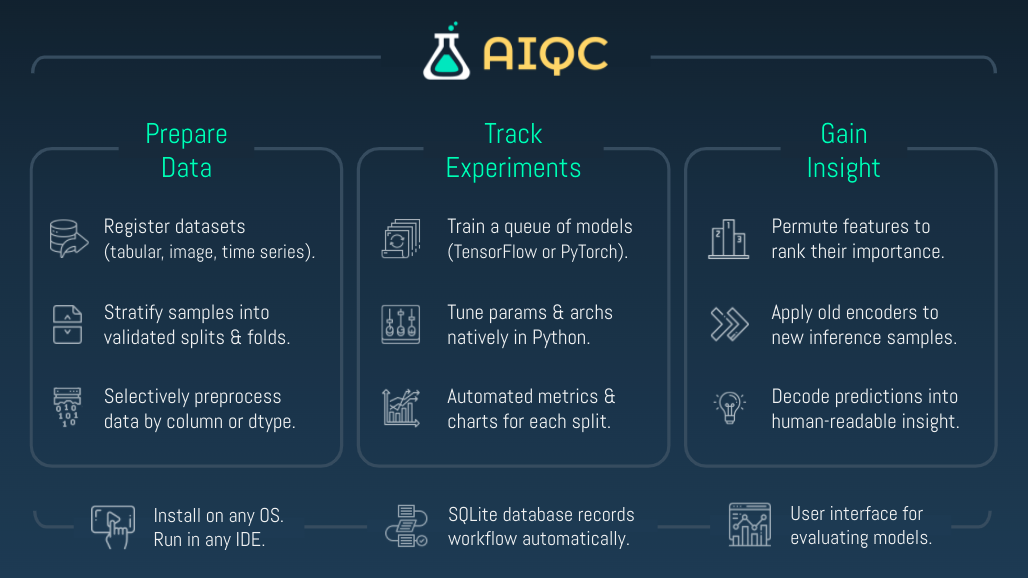 AIQC
Prepare
Data
Register datasets
(tabular, image, time series).
Stratify samples into
validated splits & folds.
Selectively preprocess
data by column or dtype.
Track
Experiments
Train a queue of models
(TensorFlow or PyTorch).
Tune params & archs
natively in Python.
Automated metrics &
charts for each split.
Gain
Insight
2
1
3
Permute features to
rank their importance.
Apply old encoders to
new inference samples.
Decode predictions into
human-readable insight.
Install on any OS.
Run in any IDE.
SQLite database records
workflow automatically.
User interface for
evaluating models.